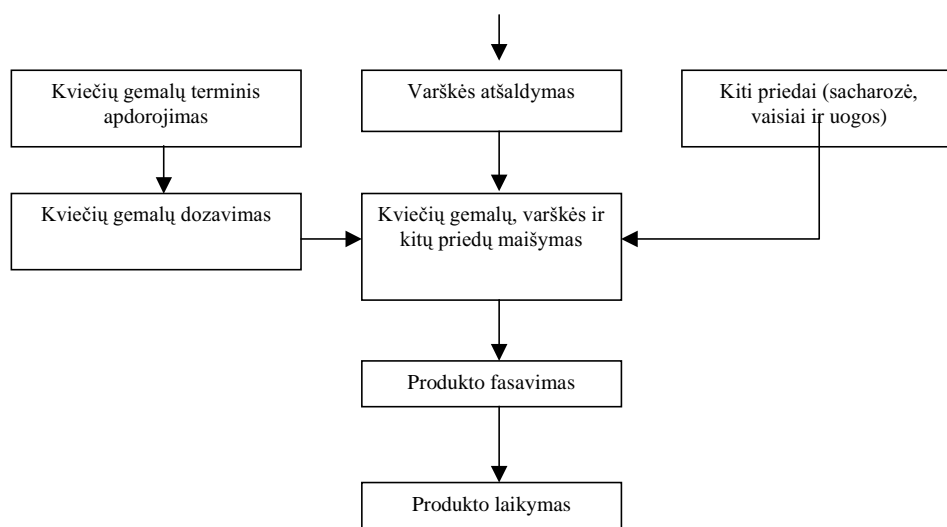 Kviečių gemalų terminis
apdorojimas
Varškės atšaldymas
Kiti priedai (sacharozė,
vaisiai ir uogos)
Kviečių gemalų dozavimas
Kviečių gemalų, varškės ir
kitų priedų maišymas
Produkto fasavimas
Produkto laikymas